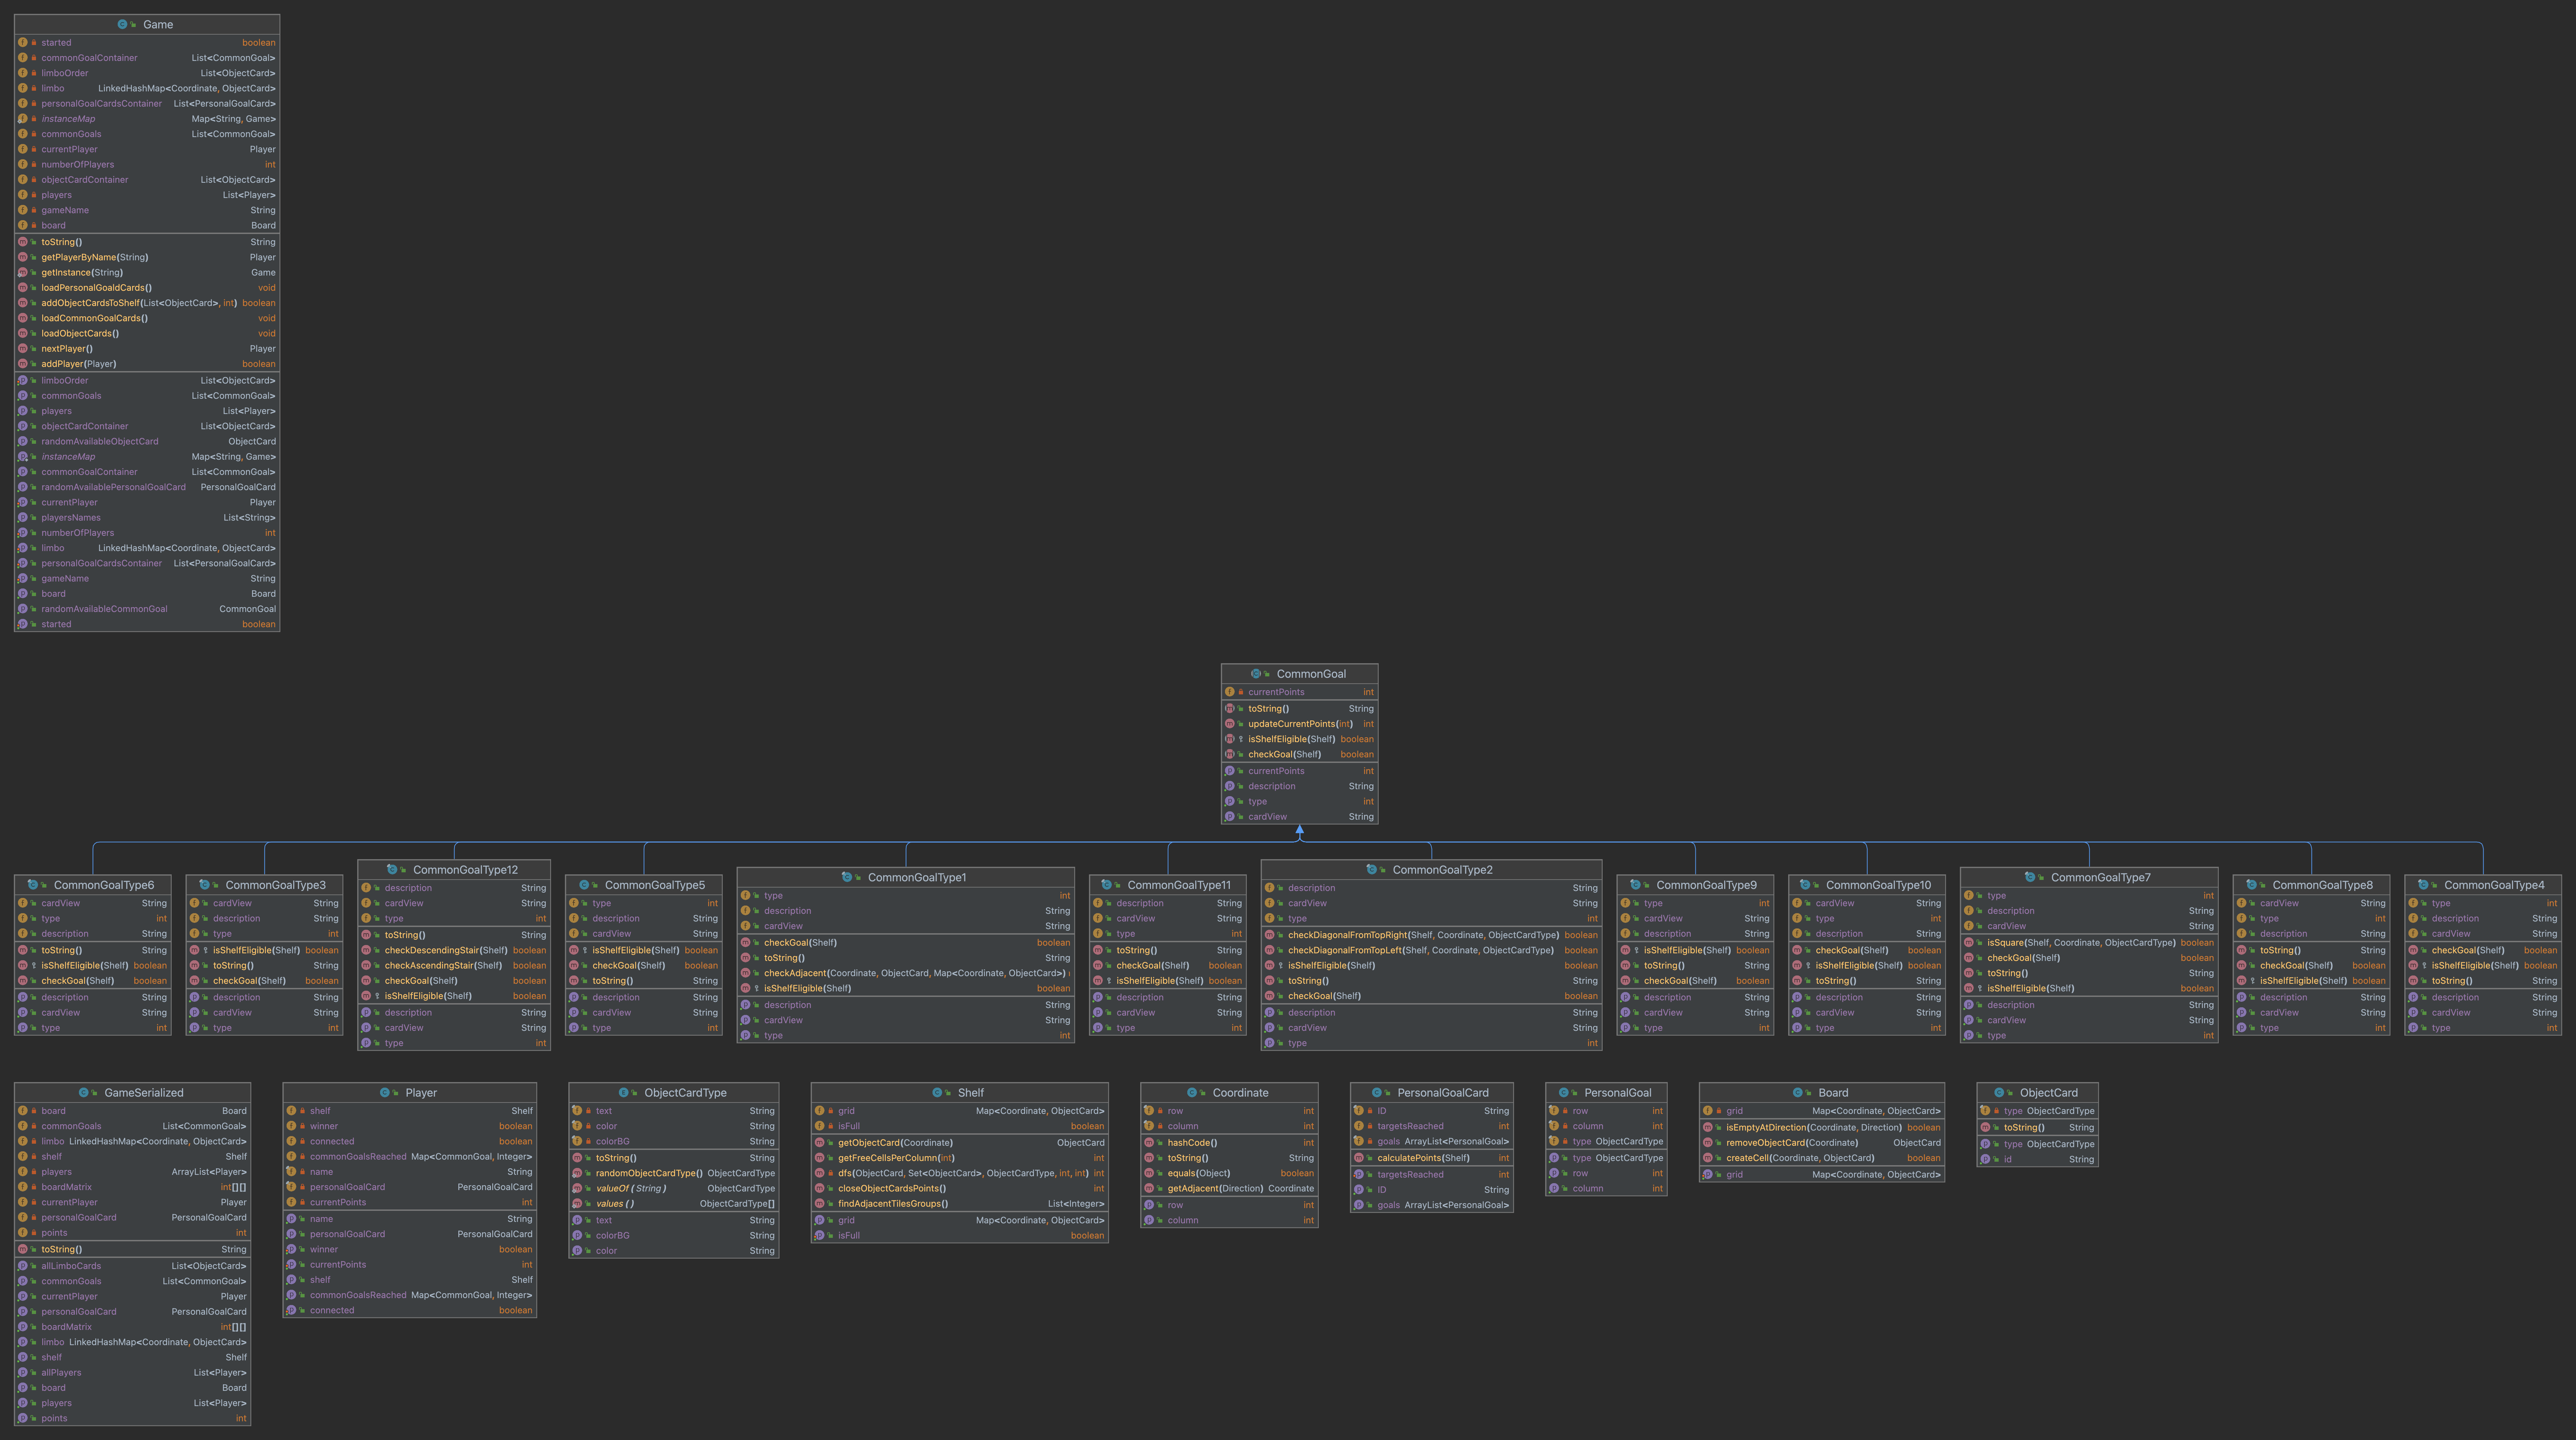 Game
started boolean
commonGoalContainer List<CommonGoal>
limboOrder List<ObjectCard>
limbo LinkedHashMap<Coordinate, ObjectCard>
personalGoalCardsContainer List<PersonalGoalCard>
instanceMap Map<String, Game>
commonGoals List<CommonGoal>
currentPlayer Player
numberOfPlayers int
objectCardContainer List<ObjectCard>
players List<Player>
gameName String
board Board
toString() String
getPlayerByName(String) Player
getInstance(String) Game
loadPersonalGoaldCards() void
addObjectCardsToShelf(List<ObjectCard>, int) boolean
loadCommonGoalCards() void
loadObjectCards() void
nextPlayer() Player
addPlayer(Player) boolean
limboOrder List<ObjectCard>
commonGoals List<CommonGoal>
players List<Player>
objectCardContainer List<ObjectCard>
randomAvailableObjectCard ObjectCard
instanceMap Map<String, Game>
commonGoalContainer List<CommonGoal>
randomAvailablePersonalGoalCard PersonalGoalCard
currentPlayer Player
playersNames List<String>
numberOfPlayers int
limbo LinkedHashMap<Coordinate, ObjectCard>
personalGoalCardsContainer List<PersonalGoalCard>
gameName String
board Board
randomAvailableCommonGoal CommonGoal
started boolean
CommonGoal
currentPoints int
toString() String
updateCurrentPoints(int) int
isShelfEligible(Shelf) boolean
checkGoal(Shelf) boolean
currentPoints int
description String
type int
cardView String
CommonGoalType6
cardView String
type int
description String
toString() String
isShelfEligible(Shelf) boolean
checkGoal(Shelf) boolean
description String
cardView String
type int
CommonGoalType3
cardView String
description String
type int
isShelfEligible(Shelf) boolean
toString() String
checkGoal(Shelf) boolean
description String
cardView String
type int
CommonGoalType12
description String
cardView String
type int
toString() String
checkDescendingStair(Shelf) boolean
checkAscendingStair(Shelf) boolean
checkGoal(Shelf) boolean
isShelfEligible(Shelf) boolean
description String
cardView String
type int
CommonGoalType5
type int
description String
cardView String
isShelfEligible(Shelf) boolean
checkGoal(Shelf) boolean
toString() String
description String
cardView String
type int
CommonGoalType1
type int
description String
cardView String
checkGoal(Shelf) boolean
toString() String
checkAdjacent(Coordinate, ObjectCard, Map<Coordinate, ObjectCard>)
isShelfEligible(Shelf) boolean
description String
cardView String
type int
CommonGoalType11
description String
cardView String
type int
toString() String
checkGoal(Shelf) boolean
isShelfEligible(Shelf) boolean
description String
cardView String
type int
CommonGoalType2
description String
cardView String
type int
checkDiagonalFromTopRight(Shelf, Coordinate, ObjectCardType) boolean
checkDiagonalFromTopLeft(Shelf, Coordinate, ObjectCardType) boolean
isShelfEligible(Shelf) boolean
toString() String
checkGoal(Shelf) boolean
description String
cardView String
type int
CommonGoalType9
type int
cardView String
description String
isShelfEligible(Shelf) boolean
toString() String
checkGoal(Shelf) boolean
description String
cardView String
type int
CommonGoalType10
cardView String
type int
description String
checkGoal(Shelf) boolean
isShelfEligible(Shelf) boolean
toString() String
description String
cardView String
type int
CommonGoalType7
type int
description String
cardView String
isSquare(Shelf, Coordinate, ObjectCardType) boolean
checkGoal(Shelf) boolean
toString() String
isShelfEligible(Shelf) boolean
description String
cardView String
type int
CommonGoalType8
cardView String
type int
description String
toString() String
checkGoal(Shelf) boolean
isShelfEligible(Shelf) boolean
description String
cardView String
type int
CommonGoalType4
type int
description String
cardView String
checkGoal(Shelf) boolean
isShelfEligible(Shelf) boolean
toString() String
description String
cardView String
type int
GameSerialized
board Board
commonGoals List<CommonGoal>
limbo LinkedHashMap<Coordinate, ObjectCard>
shelf Shelf
players ArrayList<Player>
boardMatrix int[][]
currentPlayer Player
personalGoalCard PersonalGoalCard
points int
toString() String
allLimboCards List<ObjectCard>
commonGoals List<CommonGoal>
currentPlayer Player
personalGoalCard PersonalGoalCard
boardMatrix int[][]
limbo LinkedHashMap<Coordinate, ObjectCard>
shelf Shelf
allPlayers List<Player>
board Board
players List<Player>
points int
Player
shelf Shelf
winner boolean
connected boolean
commonGoalsReached Map<CommonGoal, Integer>
name String
personalGoalCard PersonalGoalCard
currentPoints int
name String
personalGoalCard PersonalGoalCard
winner boolean
currentPoints int
shelf Shelf
commonGoalsReached Map<CommonGoal, Integer>
connected boolean
ObjectCardType
text String
color String
colorBG String
toString() String
randomObjectCardType() ObjectCardType
valueOf(String) ObjectCardType
values() ObjectCardType[]
text String
colorBG String
color String
Shelf
grid Map<Coordinate, ObjectCard>
isFull boolean
getObjectCard(Coordinate) ObjectCard
getFreeCellsPerColumn(int) int
dfs(ObjectCard, Set<ObjectCard>, ObjectCardType, int, int) int
closeObjectCardsPoints() int
findAdjacentTilesGroups() List<Integer>
grid Map<Coordinate, ObjectCard>
isFull boolean
Coordinate
row int
column int
hashCode() int
toString() String
equals(Object) boolean
getAdjacent(Direction) Coordinate
row int
column int
PersonalGoalCard
ID String
targetsReached int
goals ArrayList<PersonalGoal>
calculatePoints(Shelf) int
targetsReached int
ID String
goals ArrayList<PersonalGoal>
PersonalGoal
row int
column int
type ObjectCardType
type ObjectCardType
row int
column int
Board
grid Map<Coordinate, ObjectCard>
isEmptyAtDirection(Coordinate, Direction) boolean
removeObjectCard(Coordinate) ObjectCard
createCell(Coordinate, ObjectCard) boolean
grid Map<Coordinate, ObjectCard>
ObjectCard
type ObjectCardType
toString() String
type ObjectCardType
id String